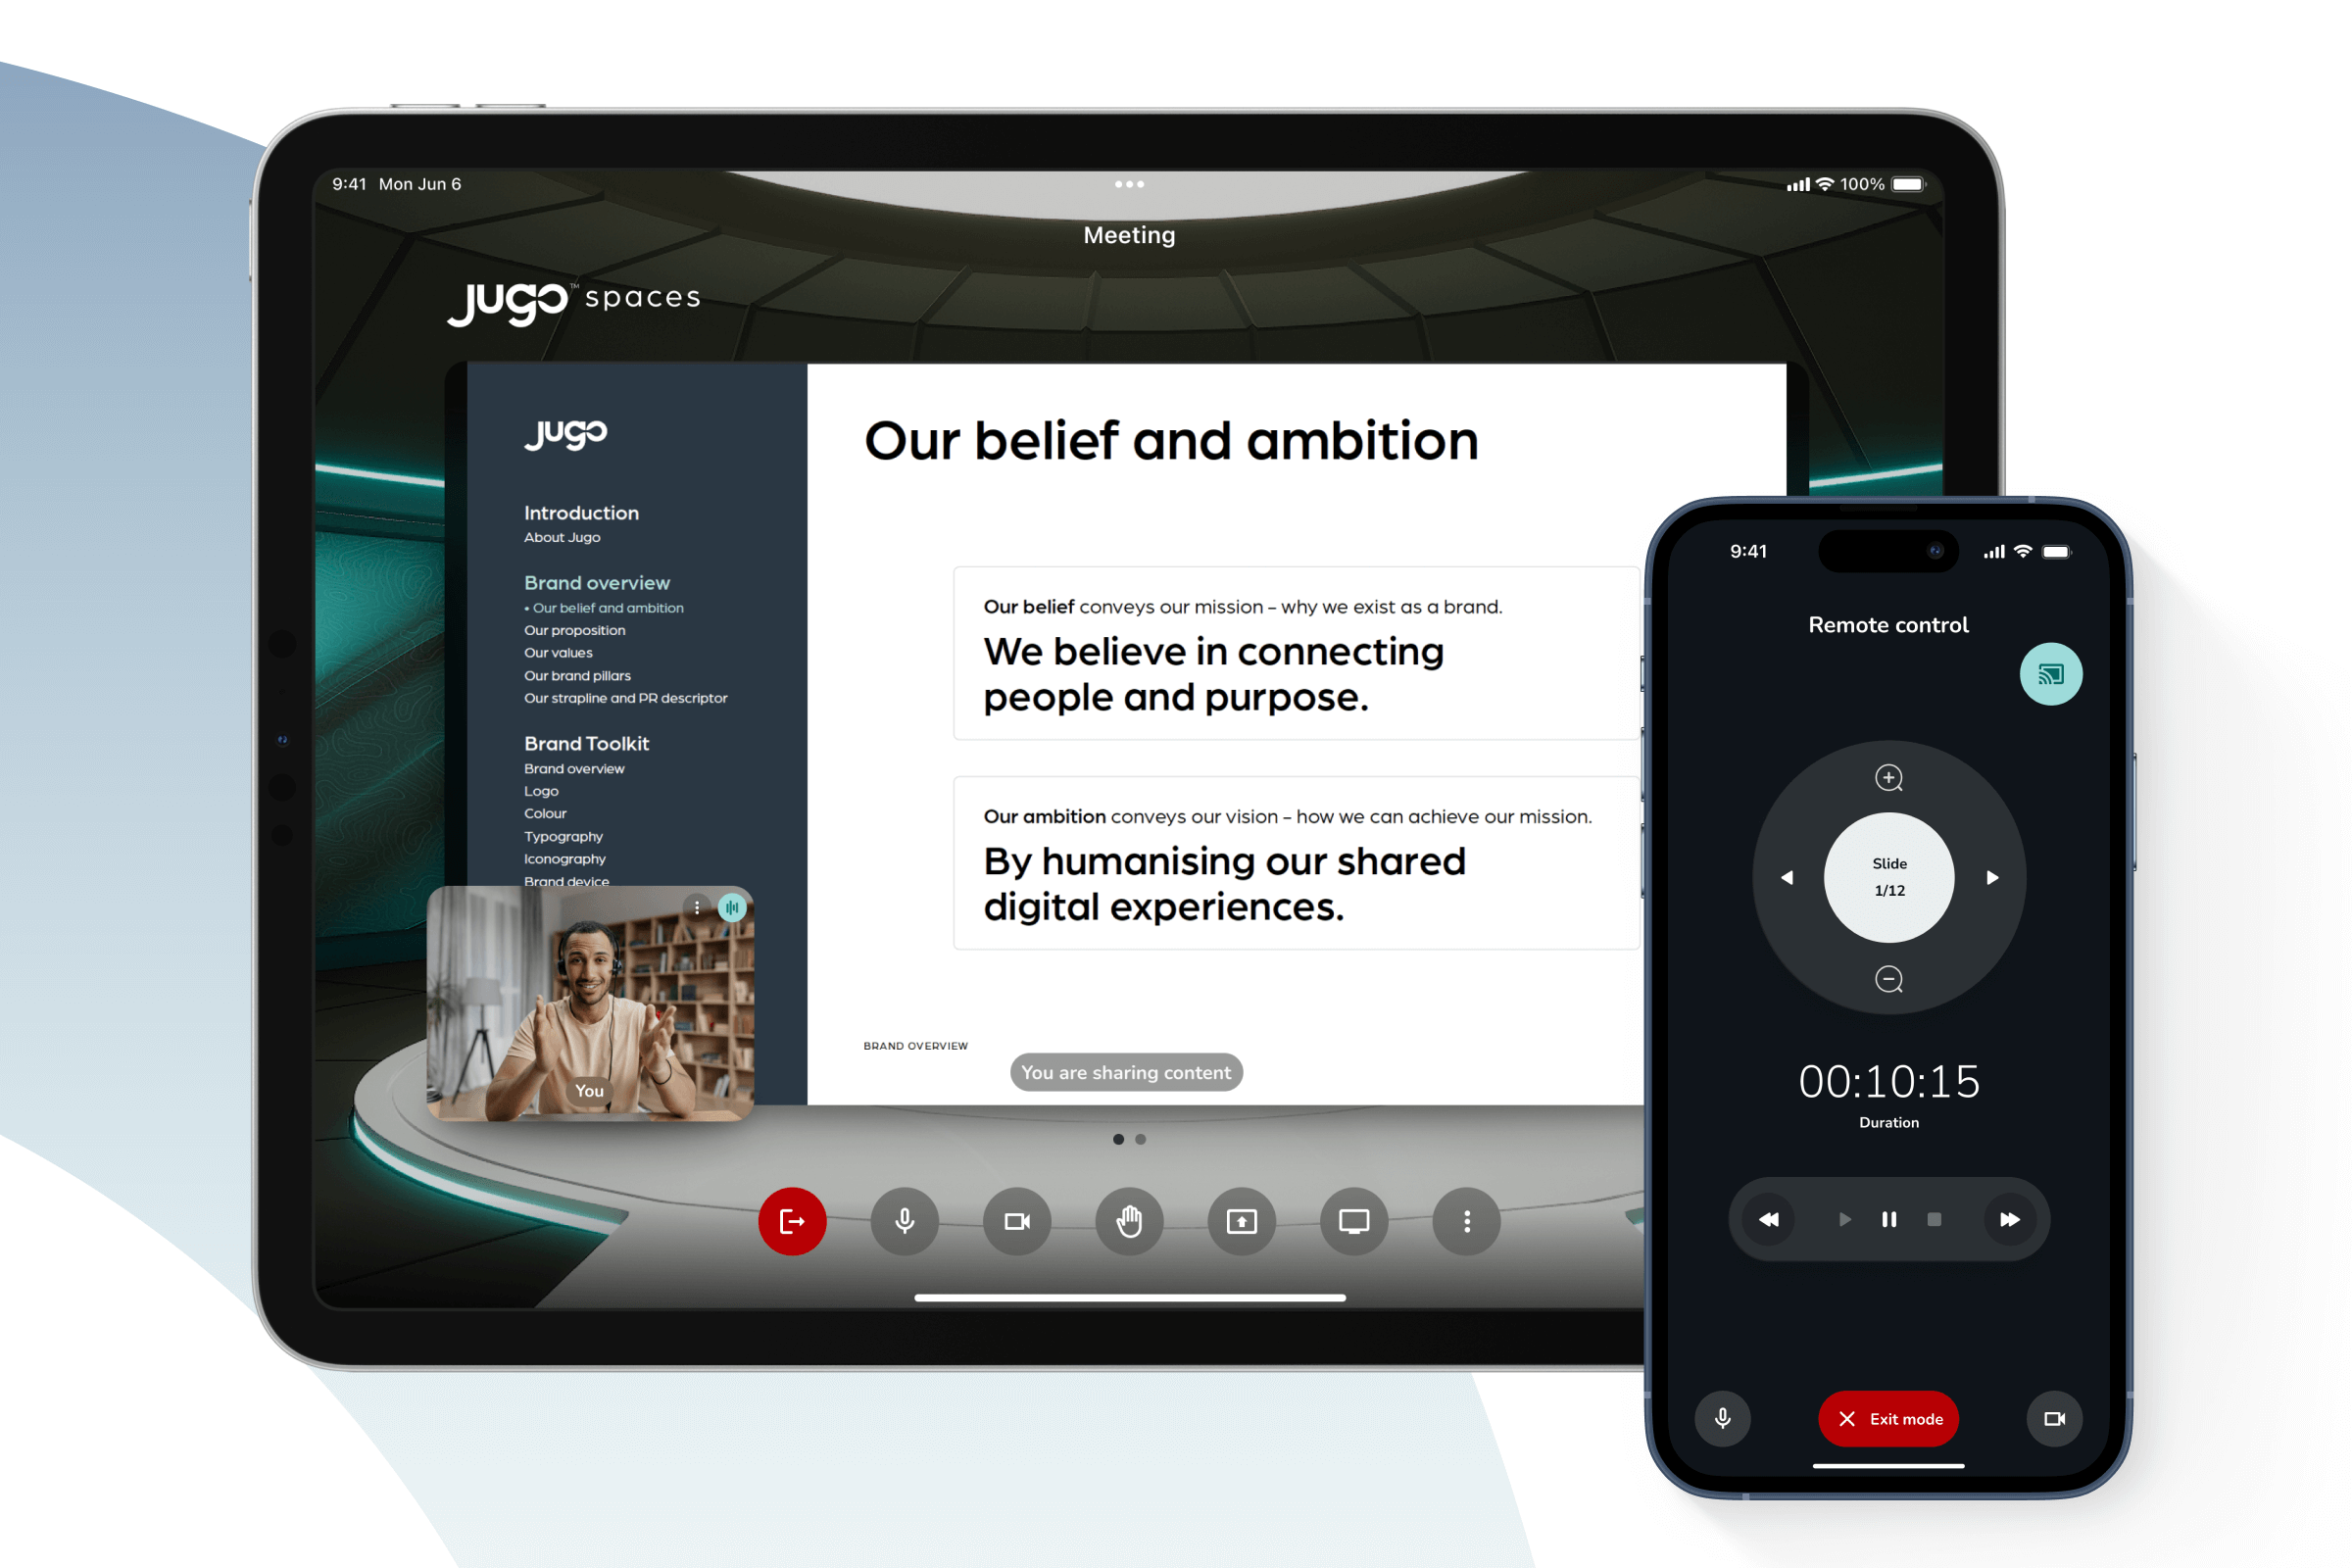 9:41 Mon Jun 6
100%
Meeting
Jugo™ spaces
Jugo
Introduction
About Jugo
Brand overview
• Our belief and ambition
Our proposition
Our values
Our brand pillars
Our strapline and PR descriptor
Brand Toolkit
Brand overview
Logo
Colour
Typography
Iconography
Brand device
You
Our belief and ambition
Our belief conveys our mission - why we exist as a brand.
We believe in connecting
people and purpose.
Our ambition conveys our vision - how we can achieve our mission.
By humanising our shared
digital experiences.
BRAND OVERVIEW
You are sharing content
9:41
Remote control
Slide
1/12
00:10:15
Duration
Exit mode